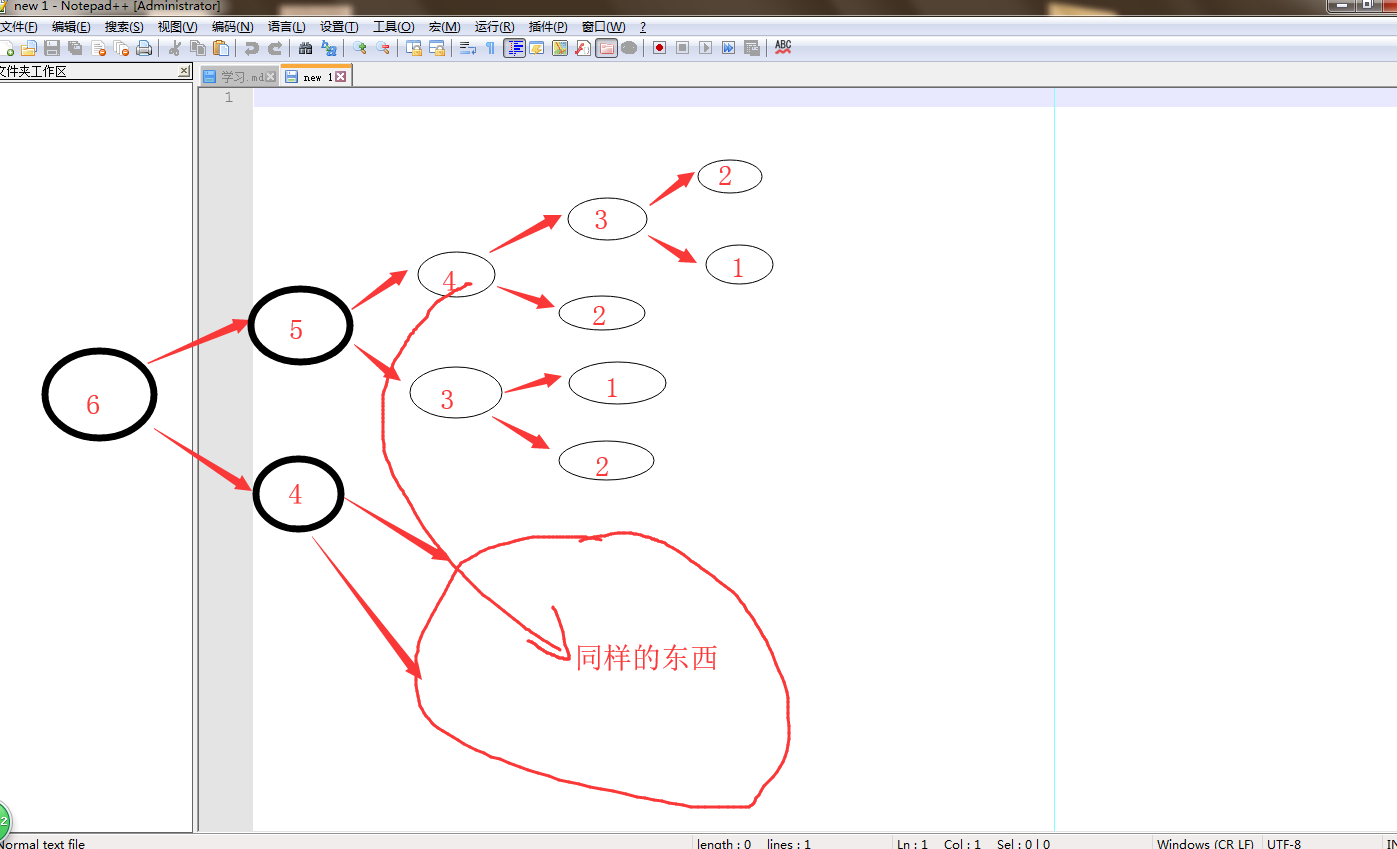 new 1 - Notepad++ [Administrator]
文件(F) 编辑(E) 搜索(S) 视图(V) 编码(N) 语言(L) 设置(T) 工具(O) 宏(M) 运行(R) 插件(P) 窗口(W) ?
ABC
文件夹工作区
学习.md new 1
1
2
3
1
4
2
5
1
3
6
2
4
同样的东西
2
Normal text file length : 0 lines : 1 Ln : 1 Col : 1 Sel : 0 | 0 Windows (CR LF) UTF-8 IN